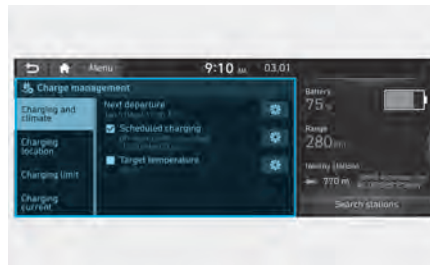 Menu
9:10
03.01
Charge management
Charging and
climate
Charging
location
Charging limit
Charging
current
Next departure
Scheduled charging
Target temperature
Battery
75
Range
280
Nearby stations
770 m
Search stations